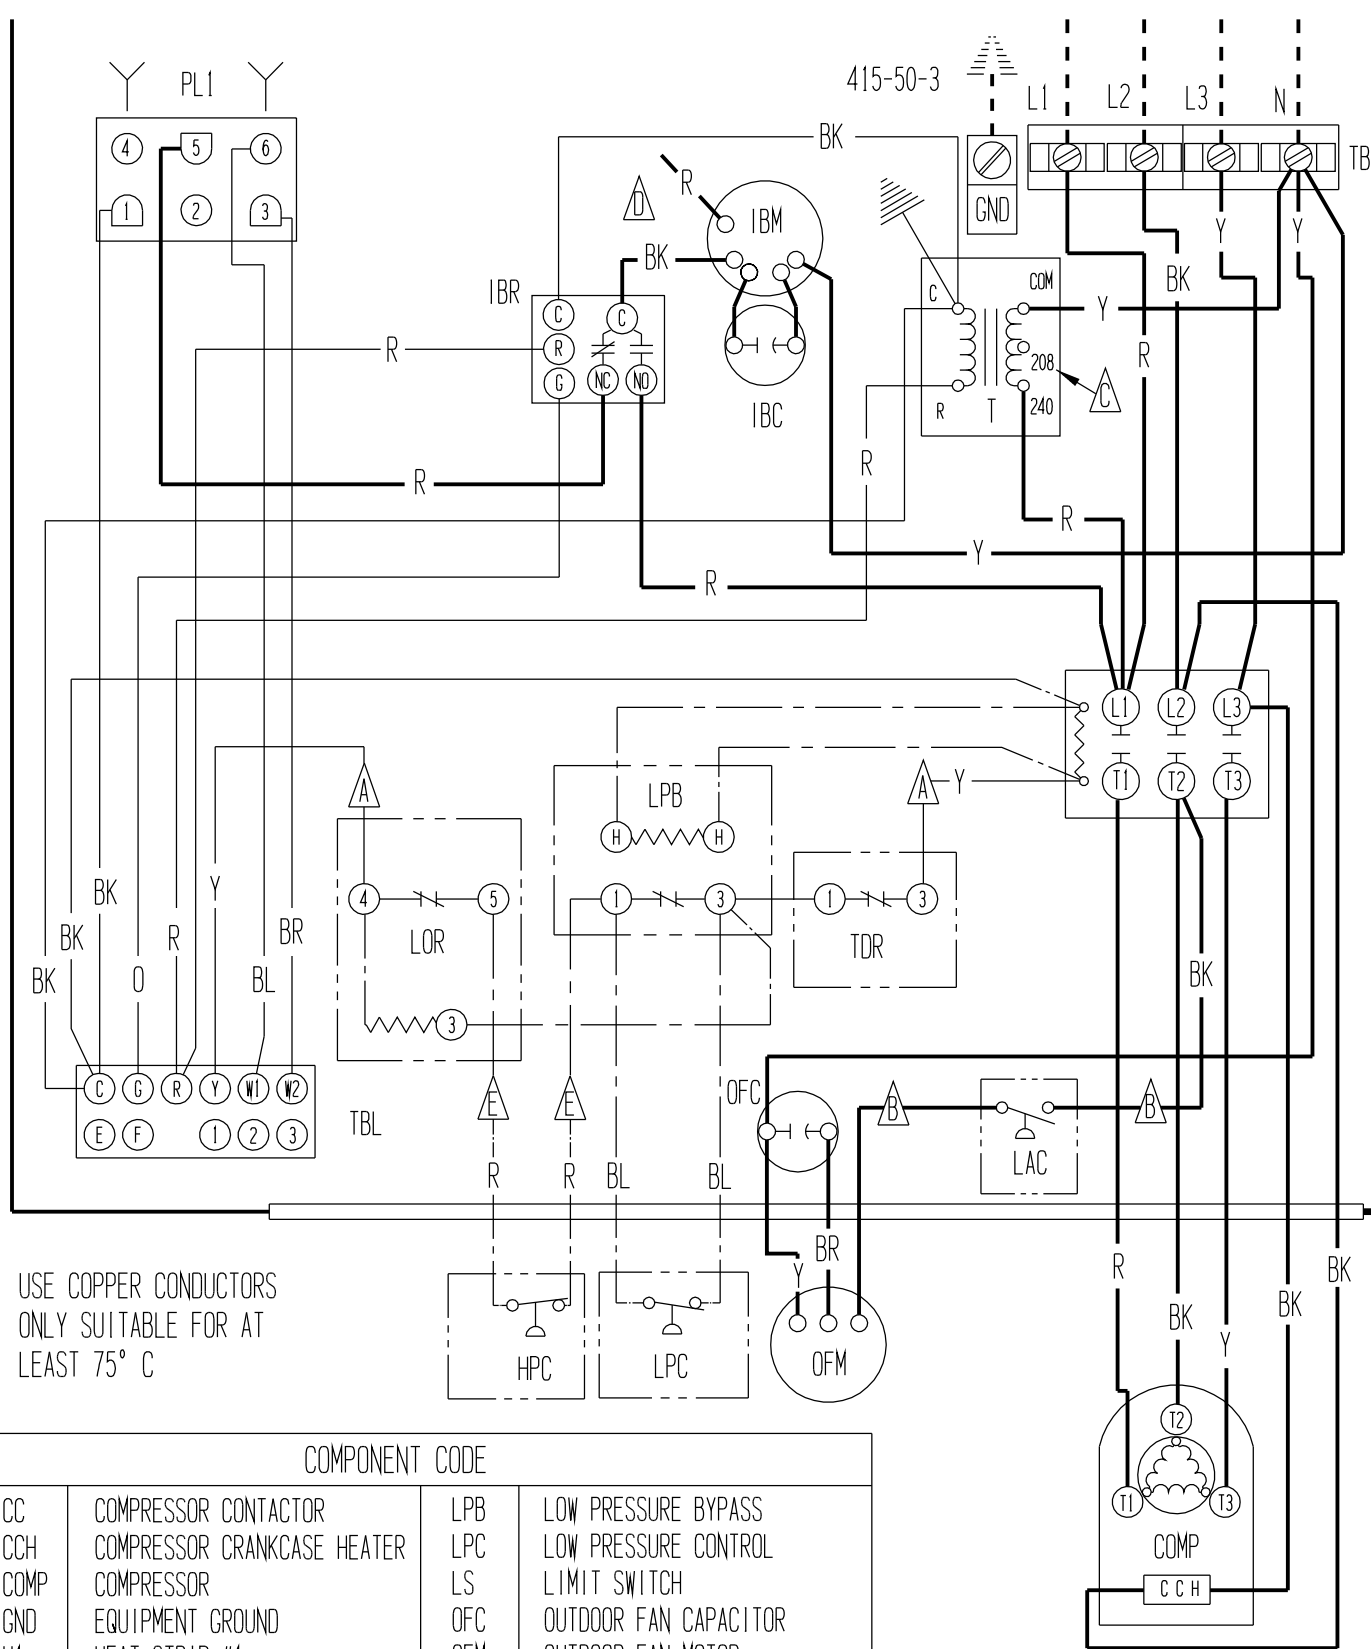 PL1
415-50-3
L1
L2
L3
N
TB
4
5
6
1
2
3
GND
BK
R
D
IBM
BK
IBR
C
R
G
C
NC
NO
IBC
C
COM
208
240
R
T
C
Y
R
BK
Y
Y
R
R
R
R
Y
R
L1
L2
L3
T1
T2
T3
A
LPB
H
H
A
Y
4
5
LOR
3
1
3
1
3
TDR
BK
BK
BK
O
R
Y
BL
BR
BK
C
G
R
Y
W1
W2
E
F
1
2
3
TBL
E
E
OFC
B
B
LAC
R
R
BL
BL
BR
Y
R
BK
Y
BK
BK
USE COPPER CONDUCTORS
ONLY SUITABLE FOR AT
LEAST 75° C
HPC
LPC
OFM
T2
T1
T3
COMP
CCH
COMPONENT CODE
CC COMPRESSOR CONTACTOR LPB LOW PRESSURE BYPASS
CCH COMPRESSOR CRANKCASE HEATER LPC LOW PRESSURE CONTROL
COMP COMPRESSOR LS LIMIT SWITCH
GND EQUIPMENT GROUND OFC OUTDOOR FAN CAPACITOR
OUTDOOR FAN MOTOR